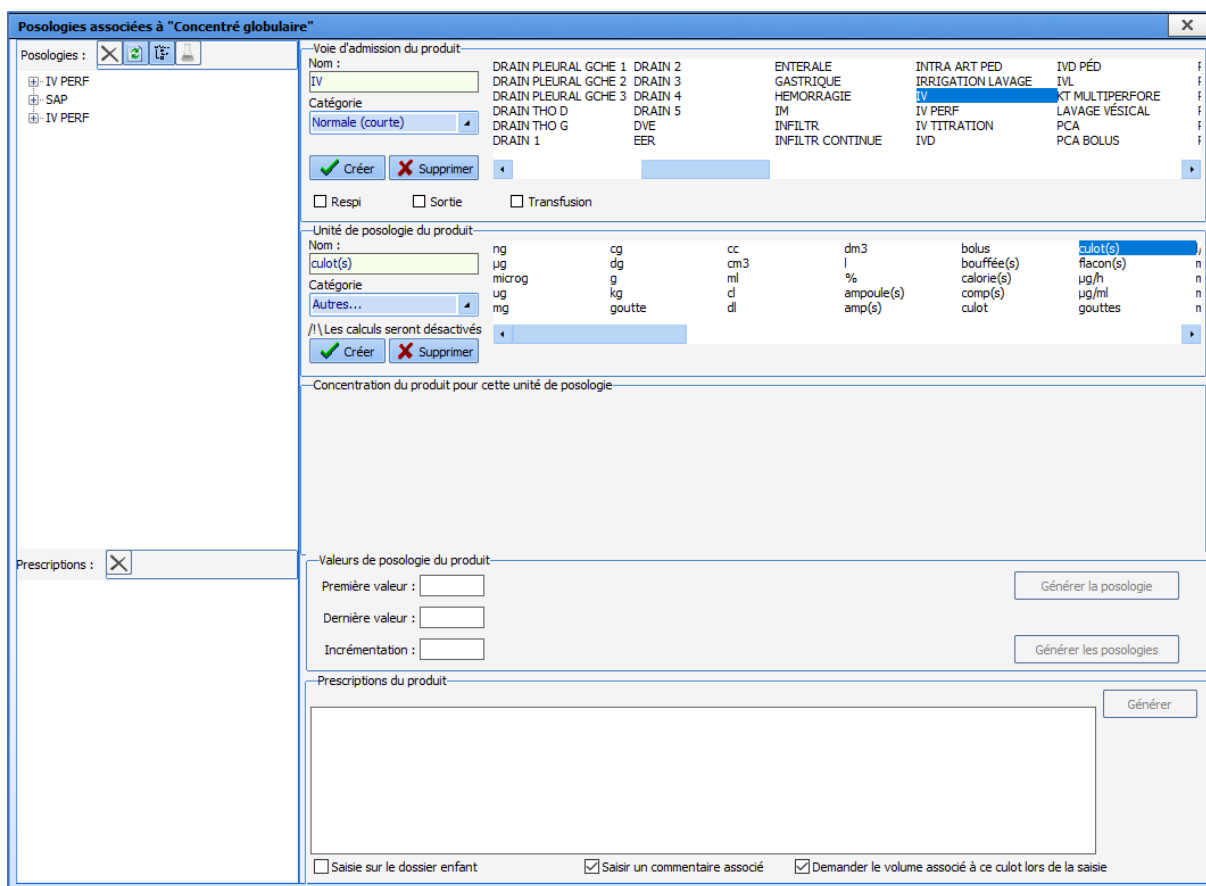 Posologies associées à "Concentré globulaire"
Posologies :
IV PERF
SAP
IV PERF
Prescriptions :
Voie d'admission du produit
Nom :
IV
Catégorie
Normale (courte)
Créer Supprimer
DRAIN PLEURAL GCHE 1 DRAIN 2 ENTERALE INTRA ART PED IVD PÉD
DRAIN PLEURAL GCHE 2 DRAIN 3 GASTRIQUE IRRIGATION LAVAGE IVL
DRAIN PLEURAL GCHE 3 DRAIN 4 HEMORRAGIE IV KT MULTIPERFORE
DRAIN THO D DRAIN 5 IM IV PERF LAVAGE VÉSICAL
DRAIN THO G DVE INFILTR IV TITRATION PCA
DRAIN 1 EER INFILTR CONTINUE IVD PCA BOLUS
Respi Sortie Transfusion
Unité de posologie du produit
Nom :
culot(s)
Catégorie
Autres...
/!\Les calculs seront désactivés
Créer Supprimer
ng cg cc dm3 bolus culot(s)
µg dg cm3 l bouffée(s) flacon(s)
microg g ml % calorie(s) µg/h
ug kg cl ampoule(s) comp(s) µg/ml
mg goutte dl amp(s) culot gouttes
Concentration du produit pour cette unité de posologie
Valeurs de posologie du produit
Première valeur : Générer la posologie
Dernière valeur :
Incrémentation : Générer les posologies
Prescriptions du produit
Générer
Saisie sur le dossier enfant Saisir un commentaire associé Demander le volume associé à ce culot lors de la saisie